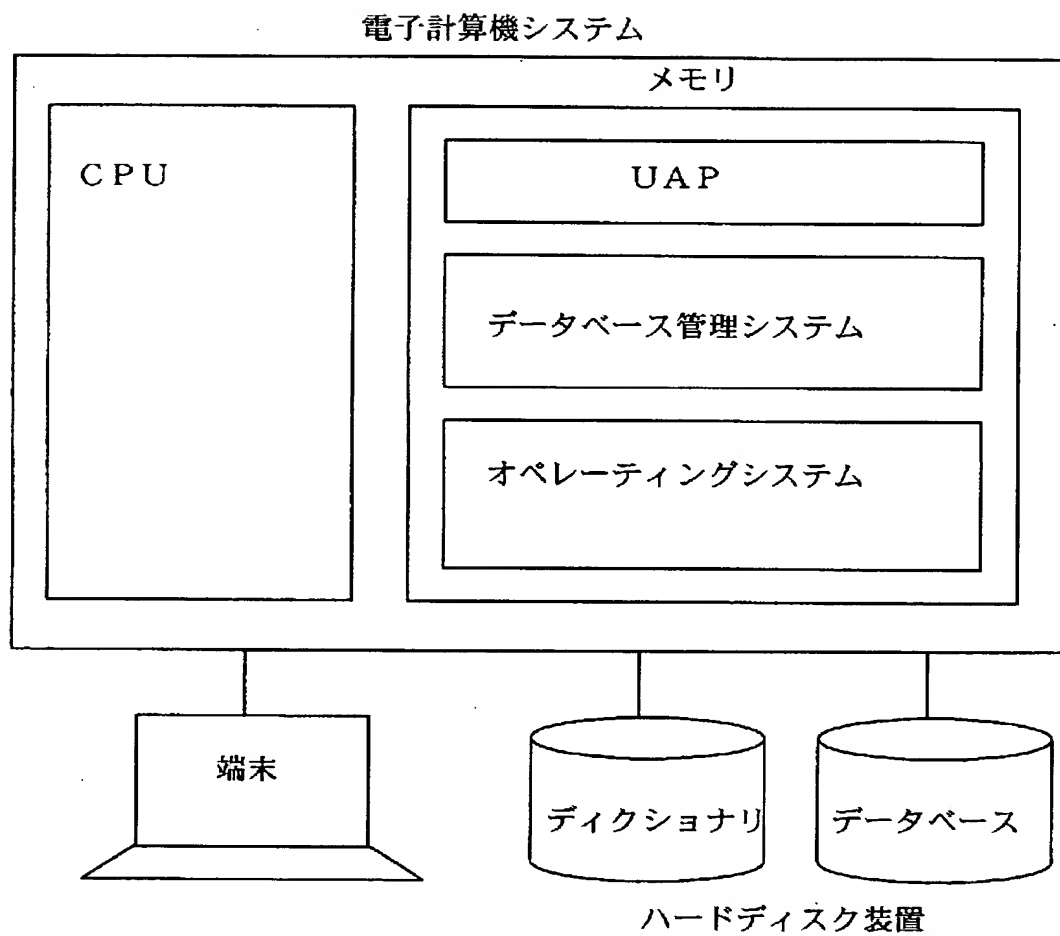 電子計算機システム
メモリ
CPU
UAP
データベース管理システム
オペレーティングシステム
端末
ディクショナリ
データベース
ハードディスク装置